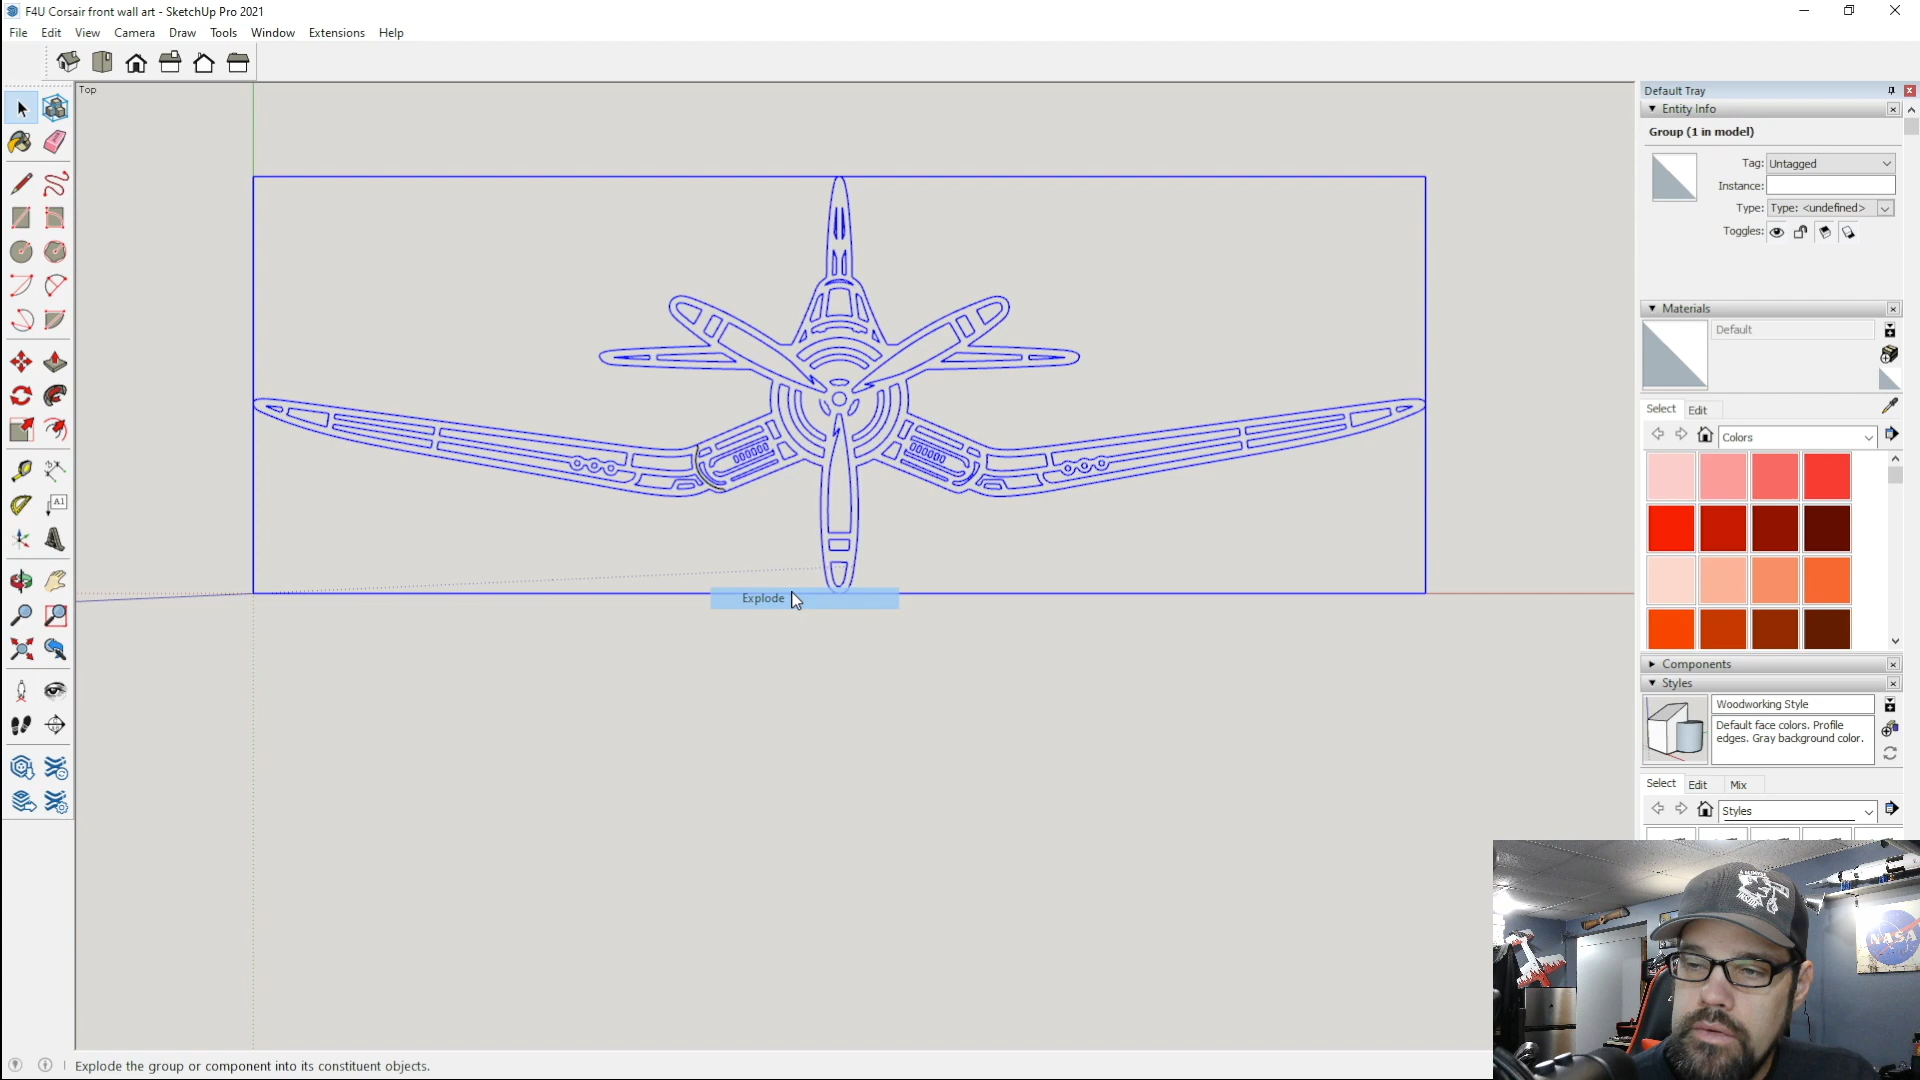 F4U Corsair front wall art - SketchUp Pro 2021
File Edit View Camera Draw Tools Window Extensions Help
Top
Default Tray
Entity Info
Group (1 in model)
Tag: Untagged
Instance:
Type: Type: <undefined>
Toggles:
Materials
Default
Select Edit
Colors
A1
Explode
Components
Styles
Woodworking Style
Default face colors. Profile
edges. Gray background color.
Select Edit Mix
Styles
NASA
Explode the group or component into its constituent objects.